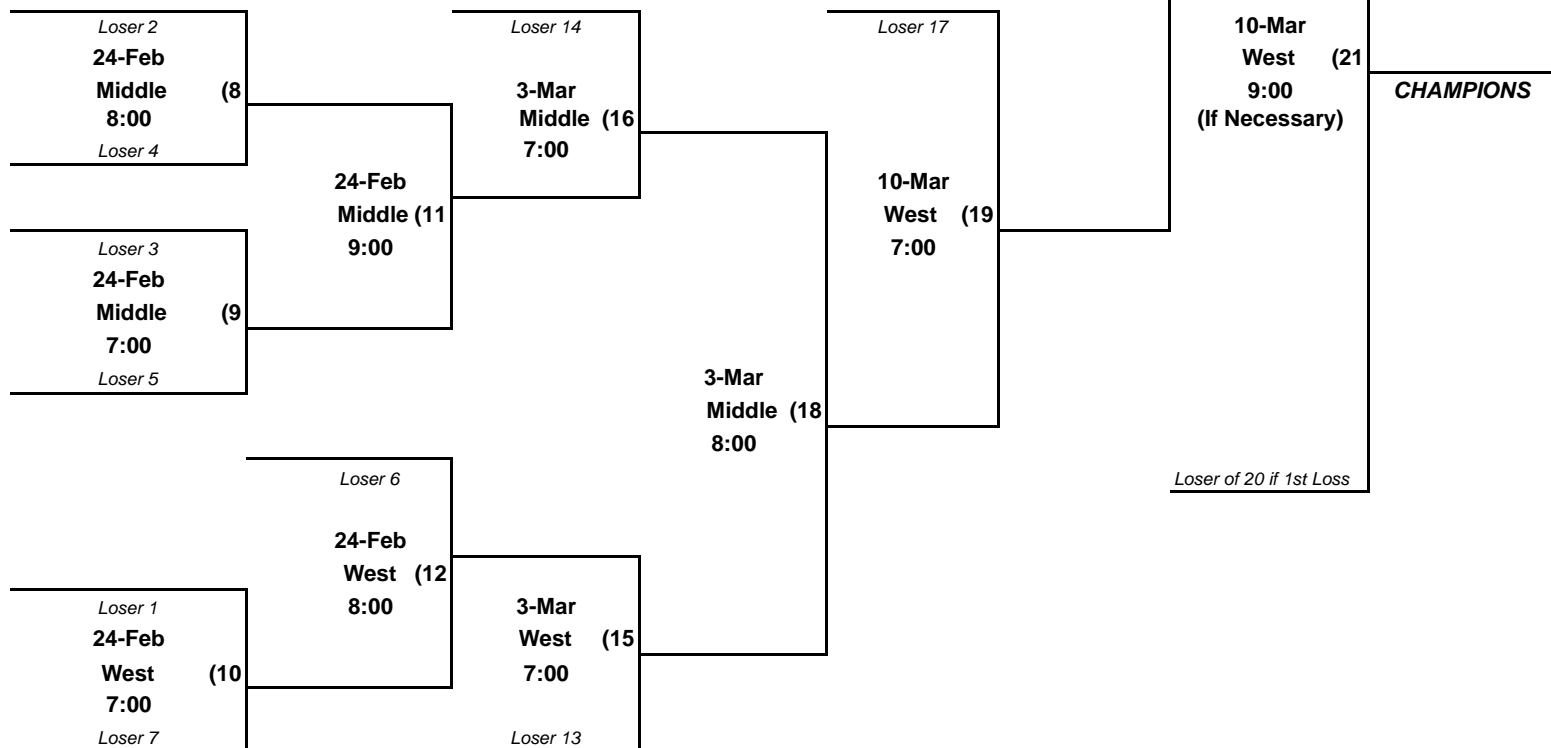 Loser 2
24-Feb
Middle (8
8:00
Loser 4
Loser 3
24-Feb
Middle (9
7:00
Loser 5
24-Feb
Middle (11
9:00
Loser 14
3-Mar
Middle (16
7:00
Loser 6
24-Feb
West (12
8:00
Loser 1
24-Feb
West (10
7:00
Loser 7
3-Mar
West (15
7:00
Loser 13
3-Mar
Middle (18
8:00
Loser 17
10-Mar
West (19
7:00
10-Mar
West (21
9:00
(If Necessary)
Loser of 20 if 1st Loss
CHAMPIONS